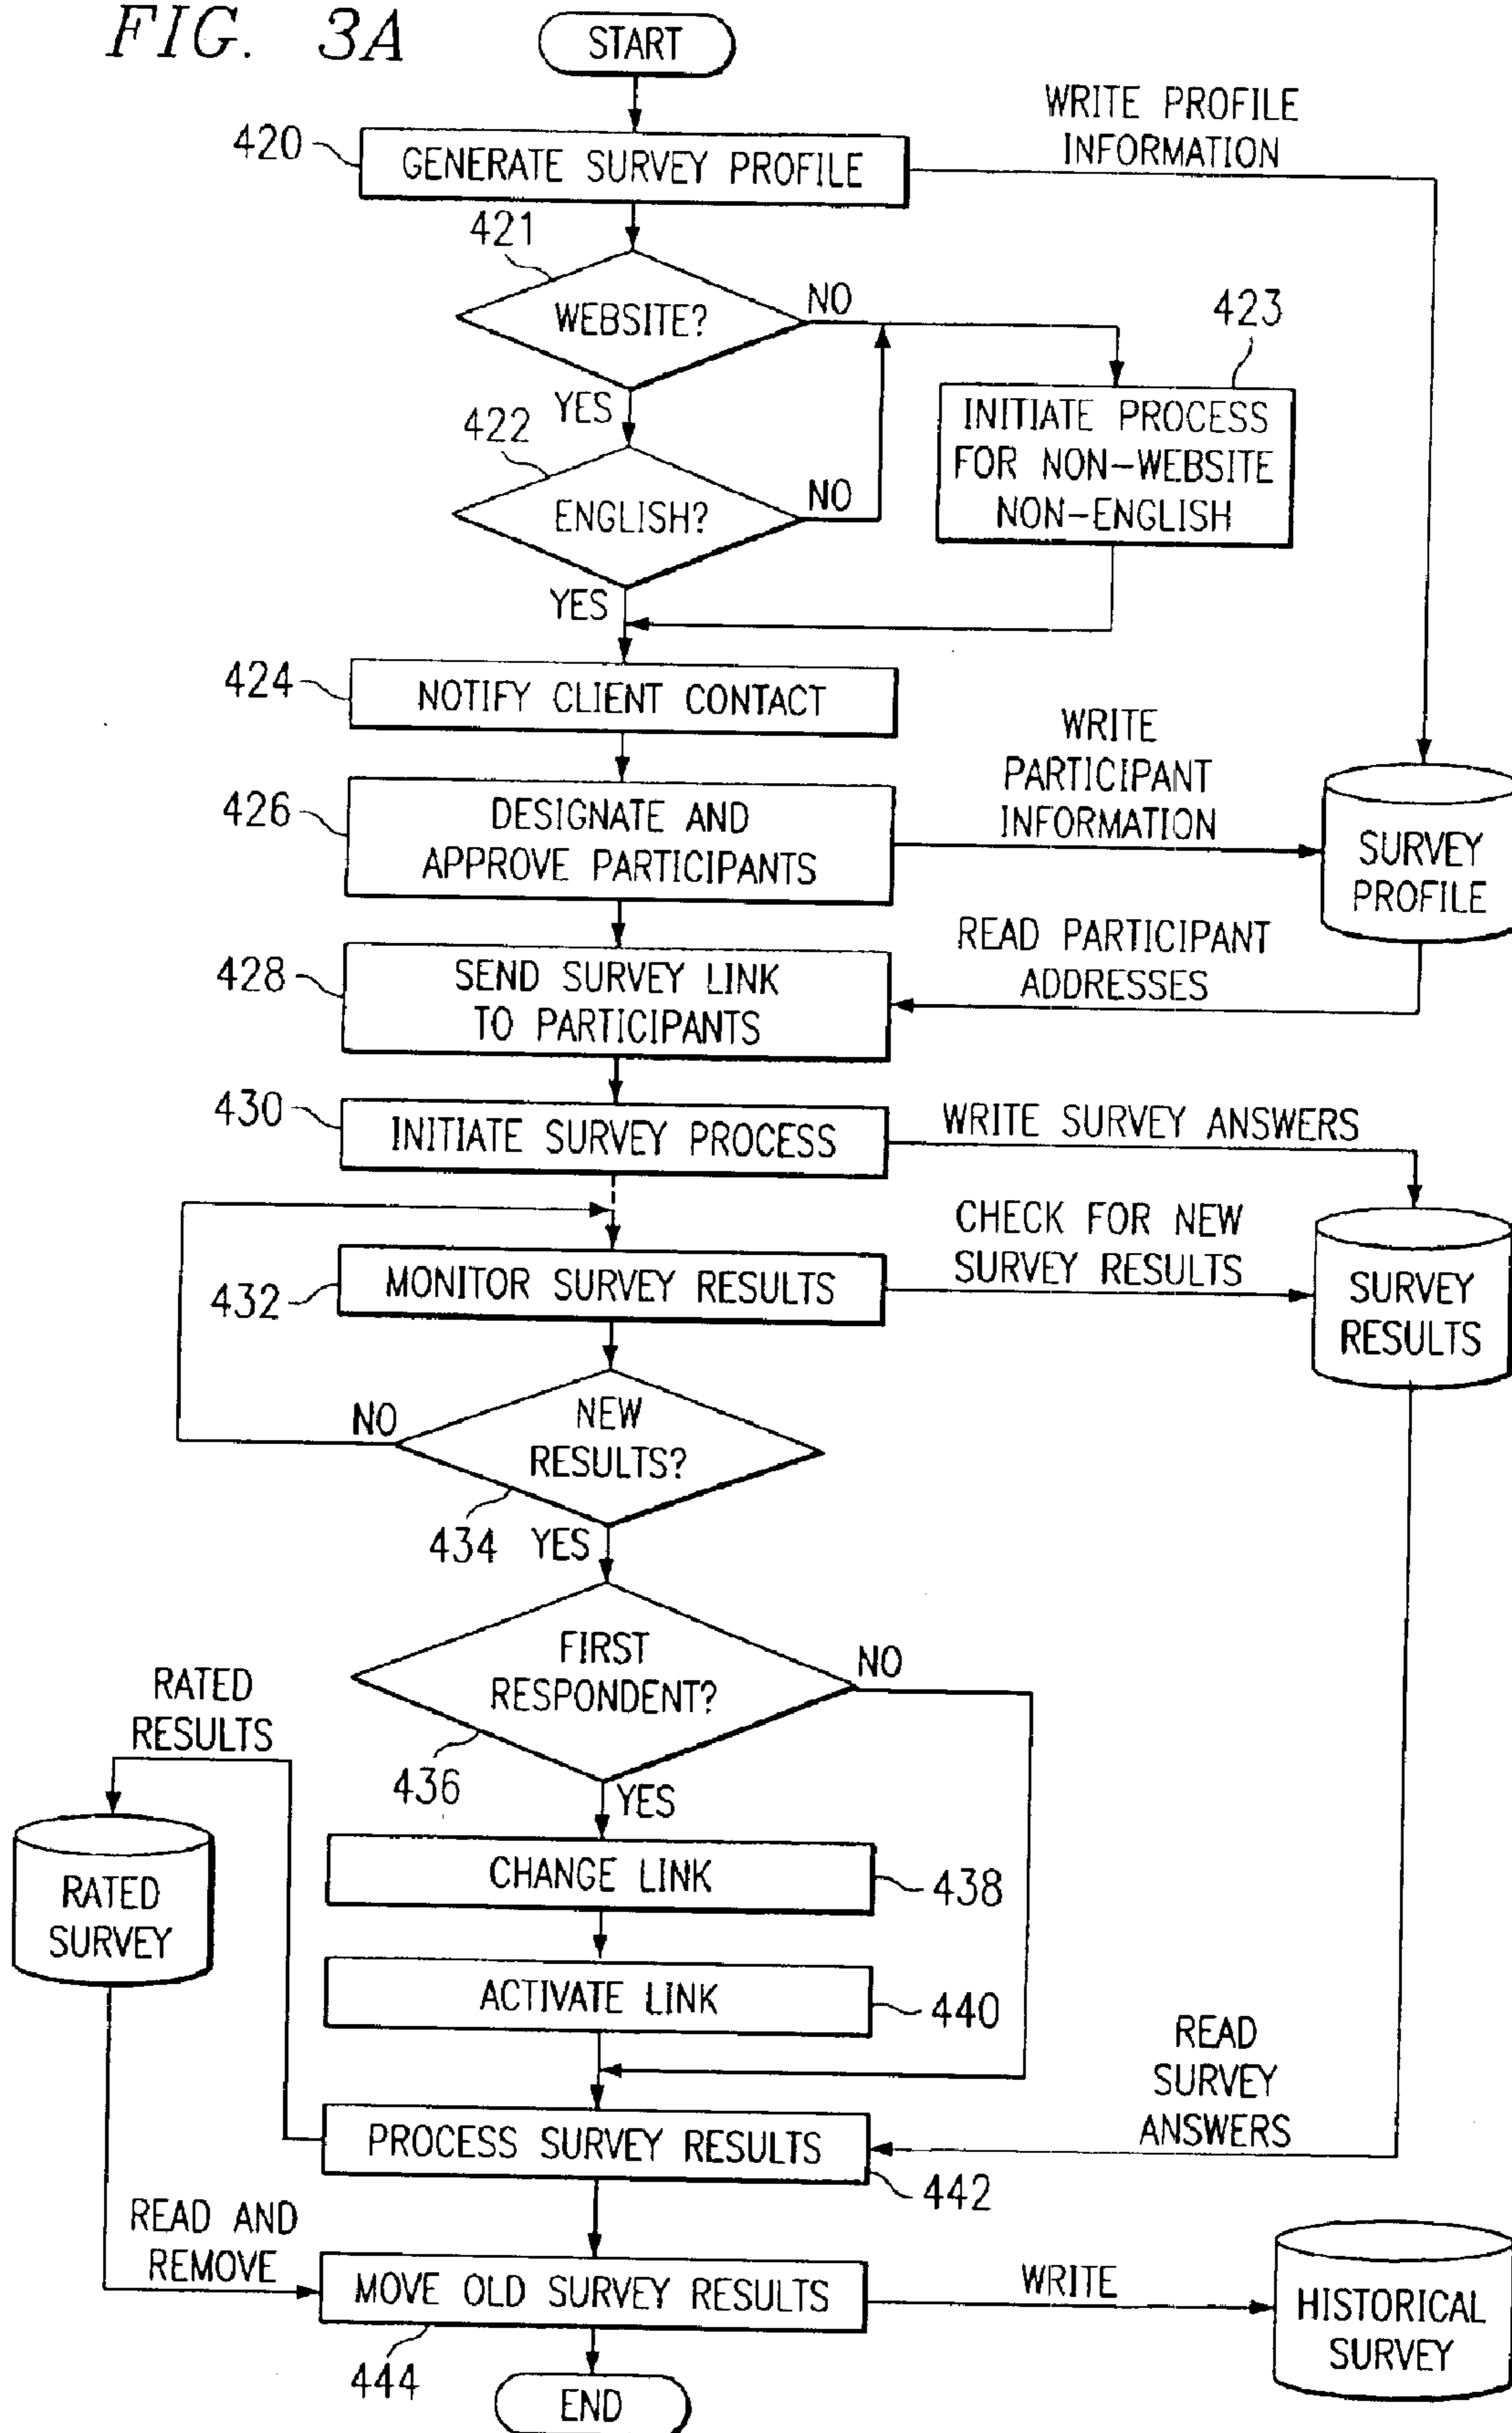 FIG. 3A
START
WRITE PROFILE
INFORMATION
420
GENERATE SURVEY PROFILE
421
WEBSITE?
NO
423
YES
422
INITIATE PROCESS
FOR NON-WEBSITE
NON-ENGLISH
ENGLISH?
NO
YES
424
NOTIFY CLIENT CONTACT
WRITE
PARTICIPANT
INFORMATION
426
DESIGNATE AND
APPROVE PARTICIPANTS
SURVEY
PROFILE
READ PARTICIPANT
ADDRESSES
428
SEND SURVEY LINK
TO PARTICIPANTS
430
INITIATE SURVEY PROCESS
WRITE SURVEY ANSWERS
CHECK FOR NEW
SURVEY RESULTS
432
MONITOR SURVEY RESULTS
SURVEY
RESULTS
NO
NEW
RESULTS?
434
YES
FIRST
RESPONDENT?
NO
RATED
RESULTS
436
YES
CHANGE LINK
438
RATED
SURVEY
ACTIVATE LINK
440
READ
SURVEY
ANSWERS
PROCESS SURVEY RESULTS
442
READ AND
REMOVE
MOVE OLD SURVEY RESULTS
WRITE
HISTORICAL
SURVEY
444
END